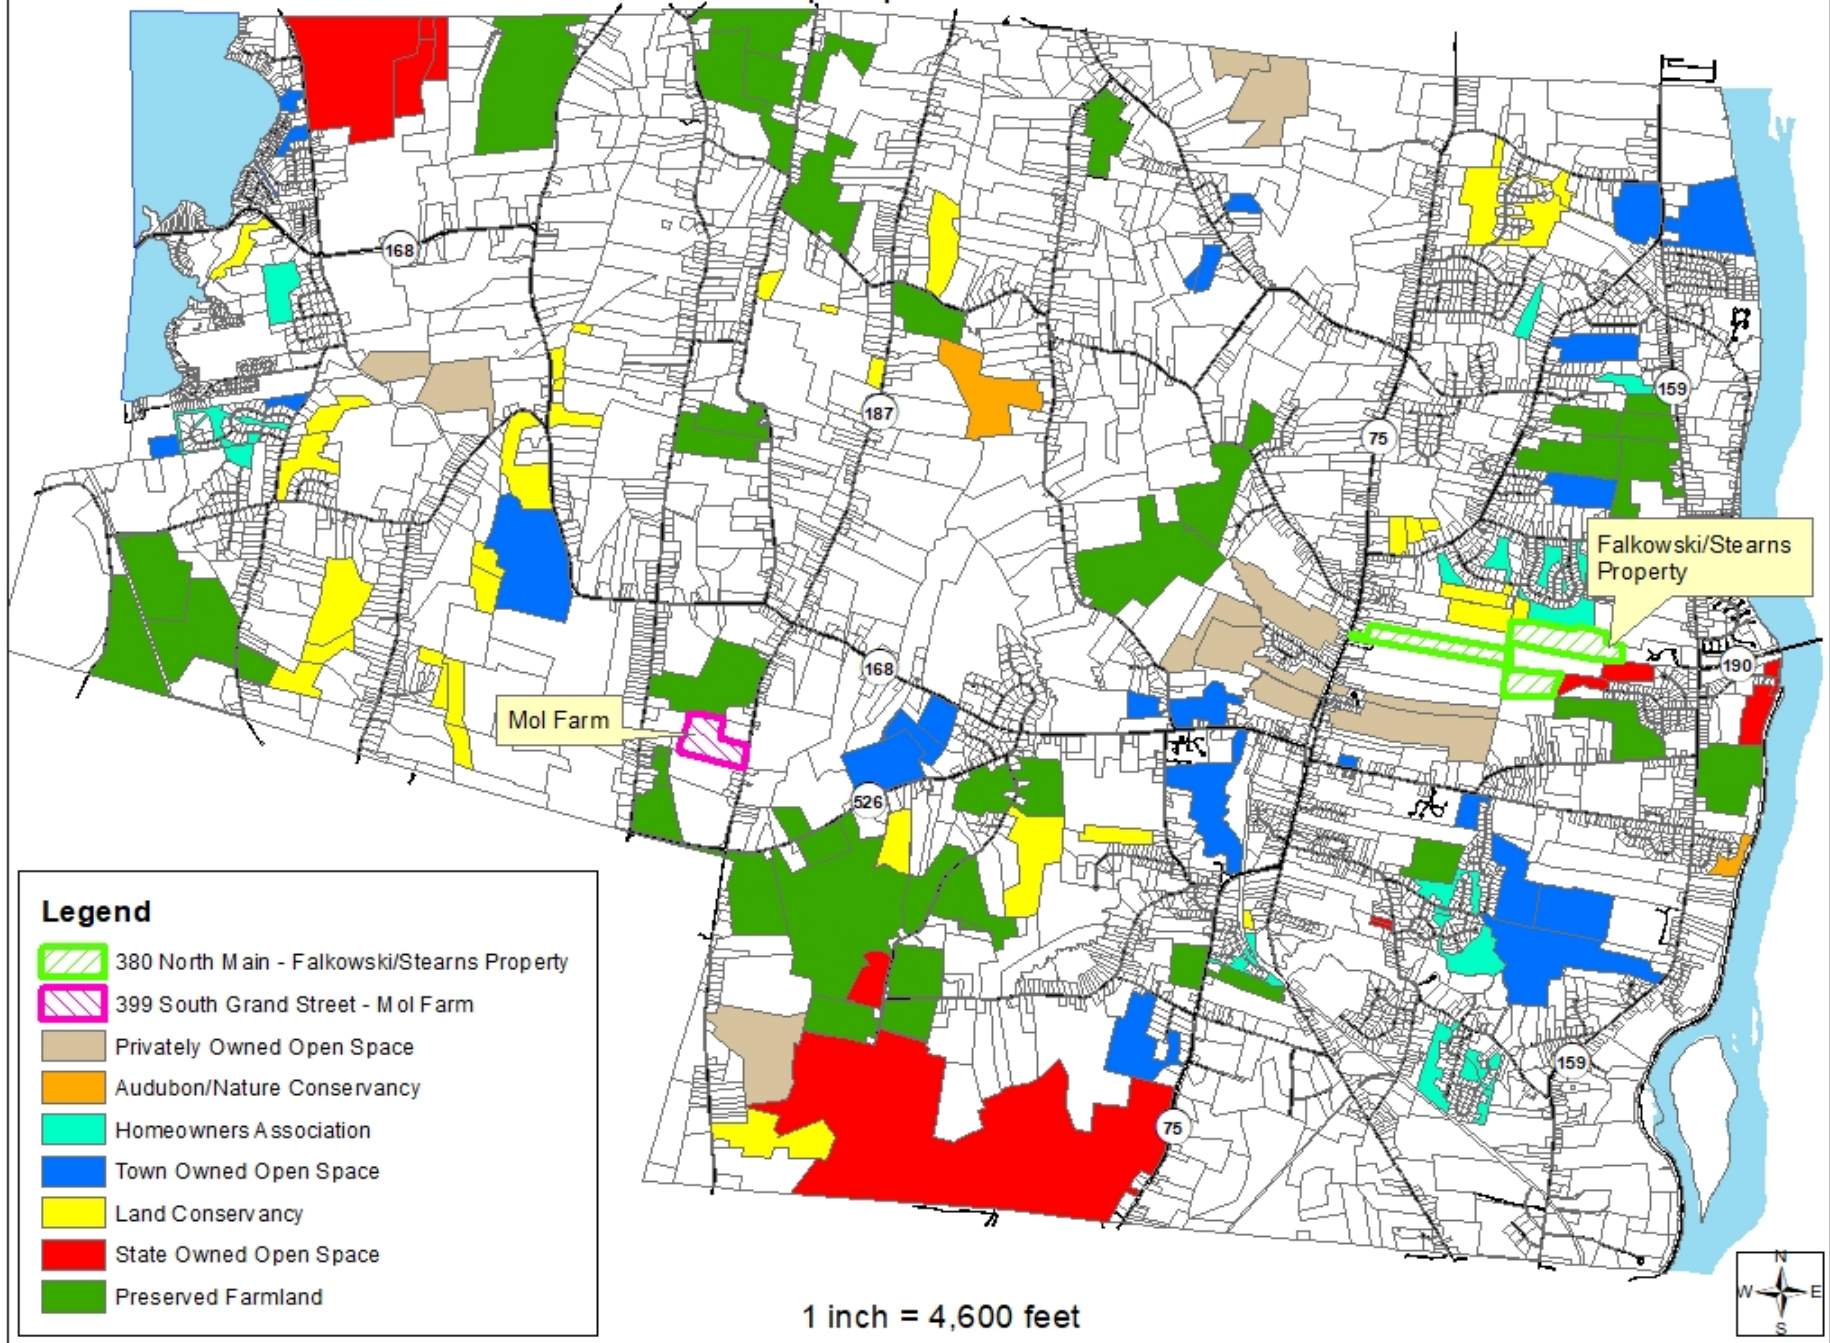 168
187
159
75
Falkowski/Stearns
Property
190
168
Mol Farm
526
159
75
Legend
380 North Main - Falkowski/Stearns Property
399 South Grand Street - Mol Farm
Privately Owned Open Space
Audubon/Nature Conservancy
Homeowners Association
Town Owned Open Space
Land Conservancy
State Owned Open Space
Preserved Farmland
1 inch = 4,600 feet
N
W E
S